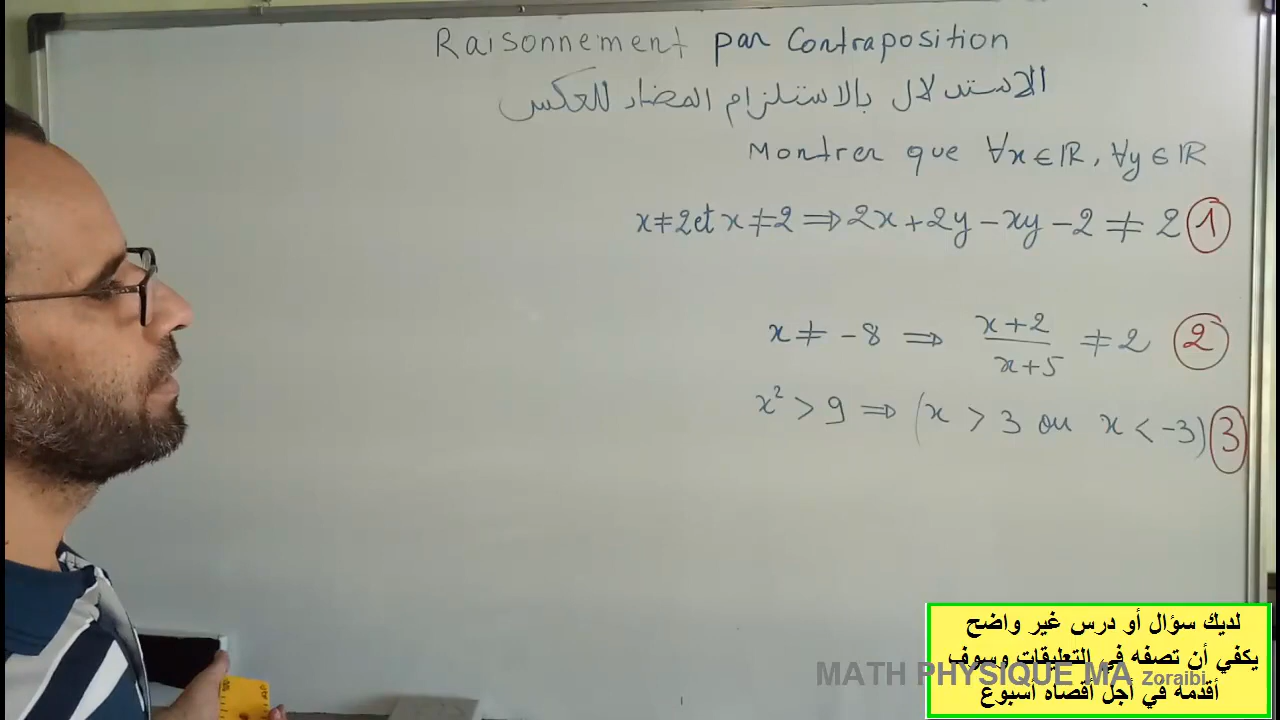 Raisonnement par Contraposition
الاستدلال بالاستلزام المضاد للعكس
Montrer que ∀x∈ℝ, ∀y∈ℝ
x≠2 et x≠2 ⇒ 2x+2y-xy-2 ≠ 2 1
x ≠ -8 ⇒ (x+2)/(x+5) ≠ 2 2
x² > 9 ⇒ (x > 3 ou x < -3) 3
لديك سؤال أو درس غير واضح
يكفي أن تصفه في التعليقات وسوف
أقدمه في أجل أقصاه أسبوع
MATH PHYSIQUE MA Zoraibi